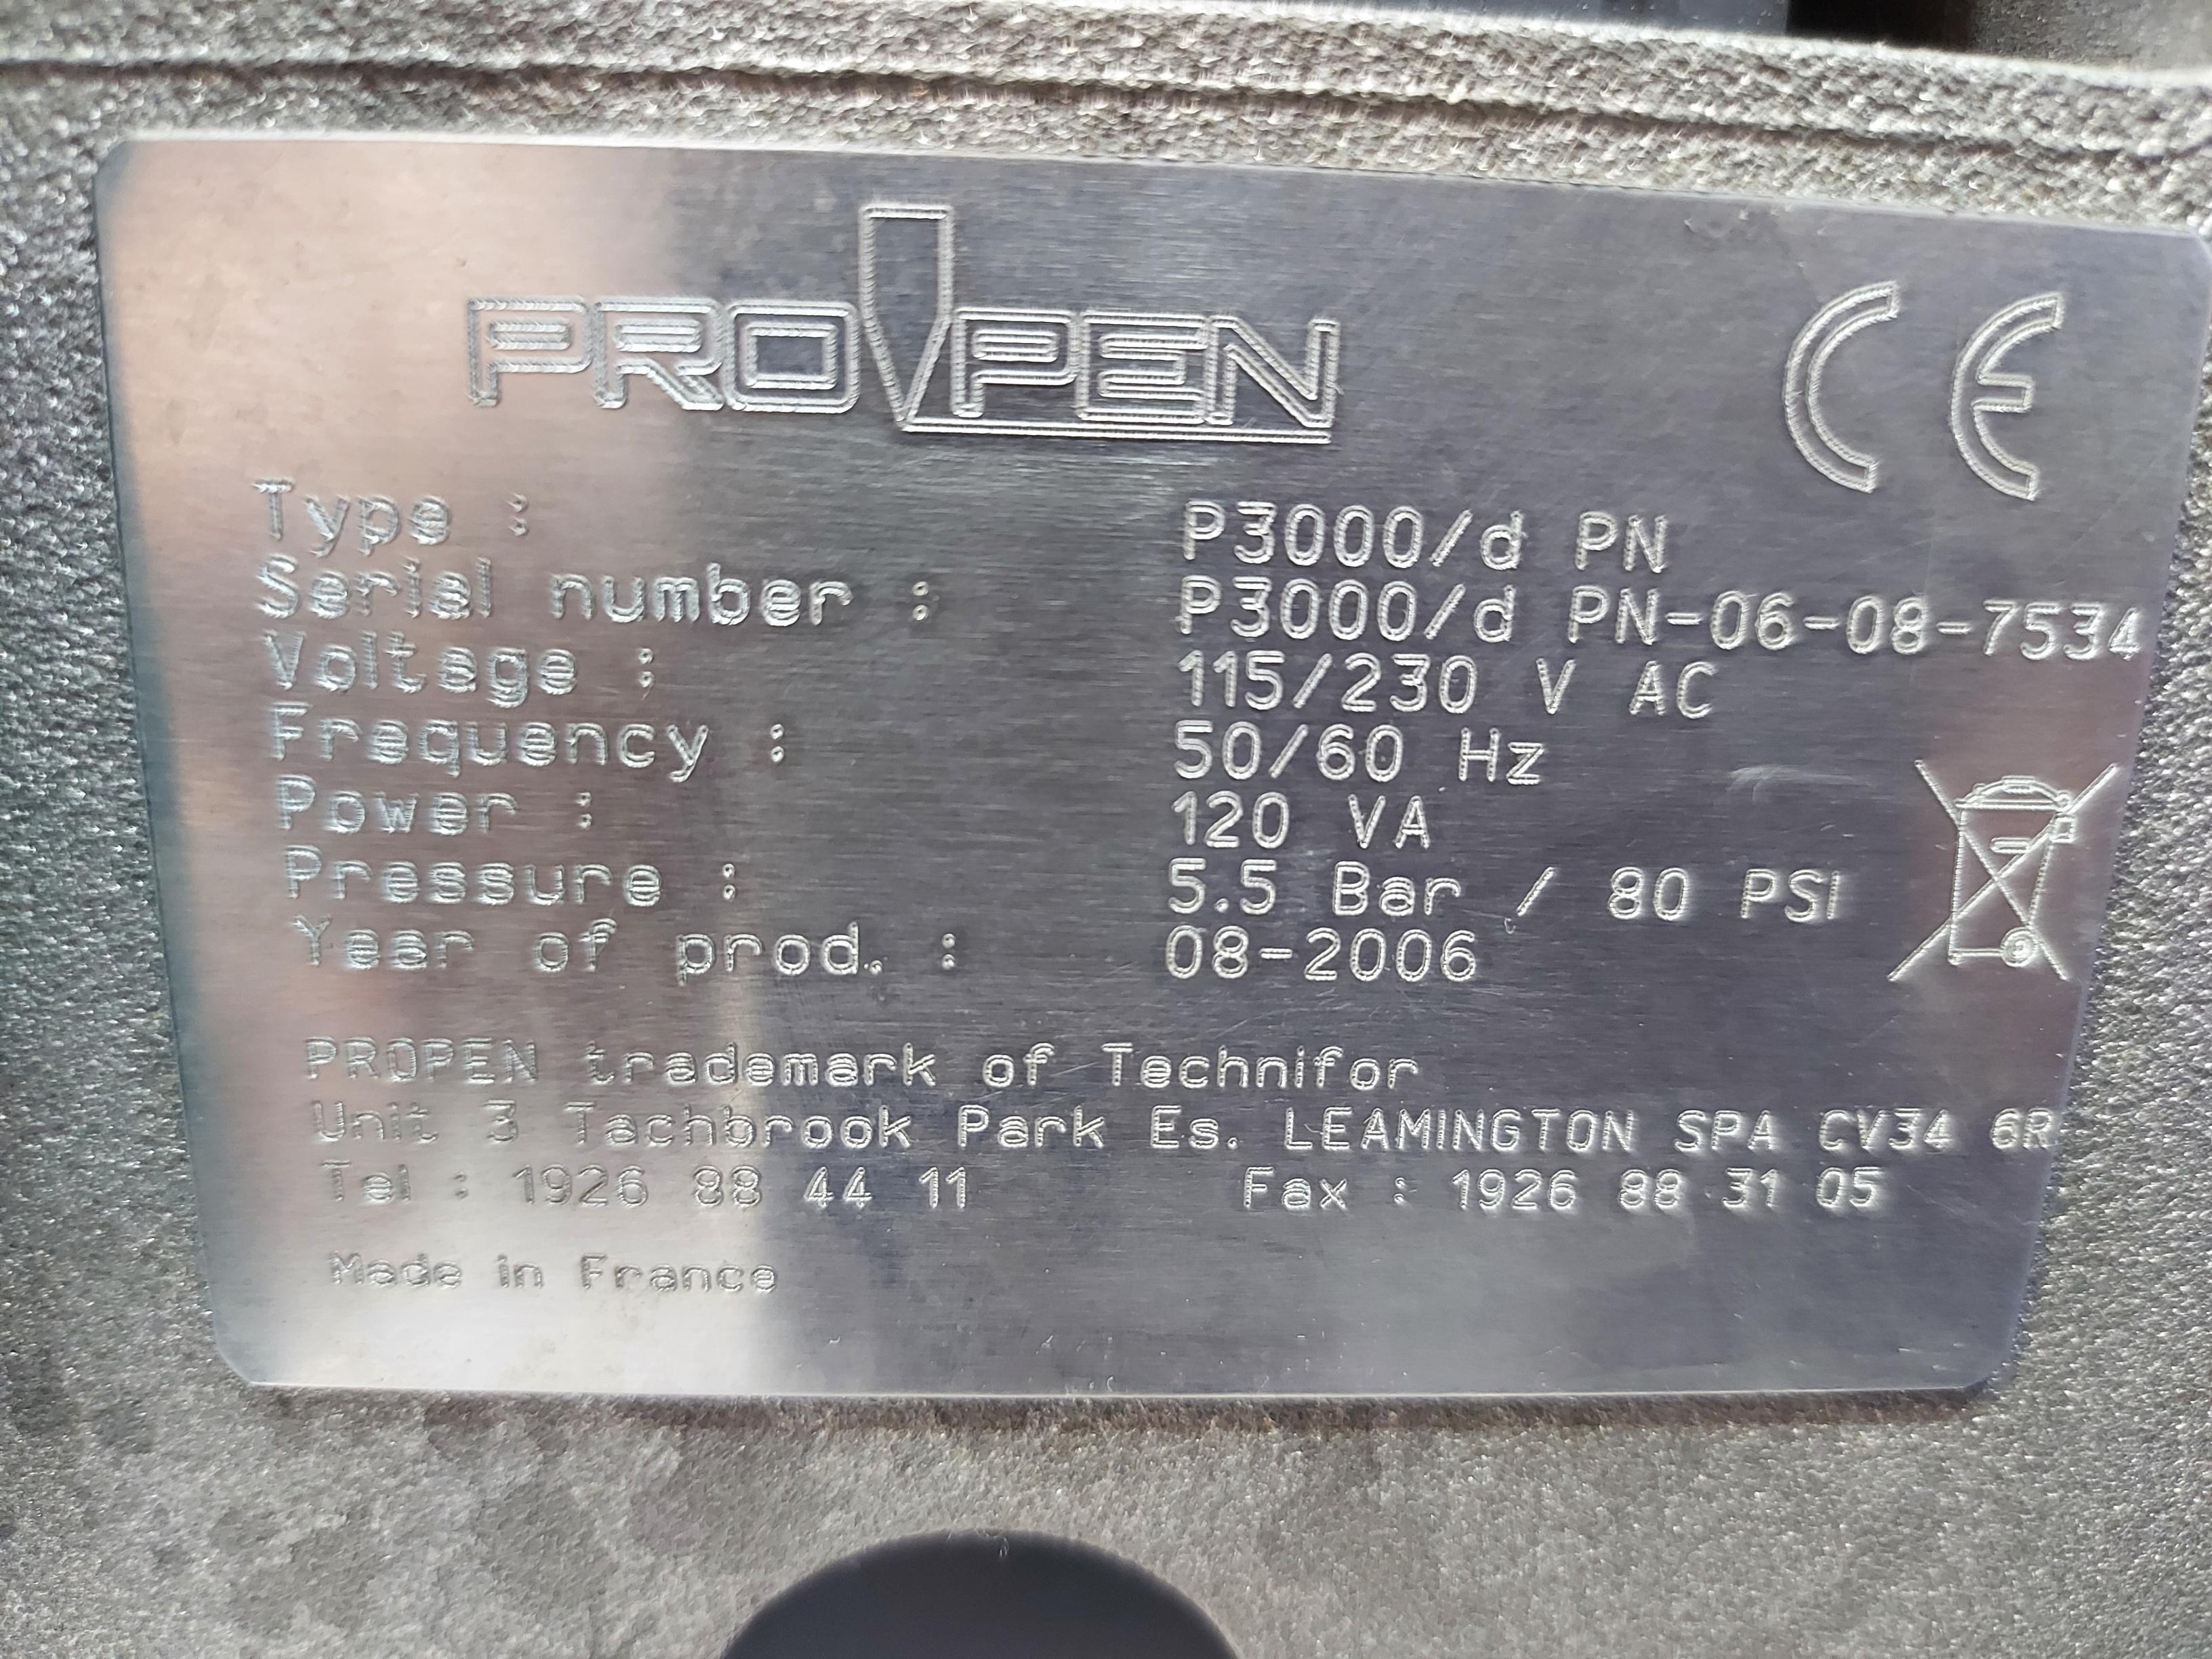 PROPEN
CE
Type : P3000/d PN
Serial number : P3000/d PN-06-08-7534
Voltage : 115/230 V AC
Frequency : 50/60 Hz
Power : 120 VA
Pressure : 5.5 Bar / 80 PSI
Year of prod. : 08-2006
PROPEN trademark of Technifor
Unit 3 Tachbrook Park Es. LEAMINGTON SPA CV34 6R
Tel : 1926 88 44 11 Fax : 1926 88 31 05
Made in France